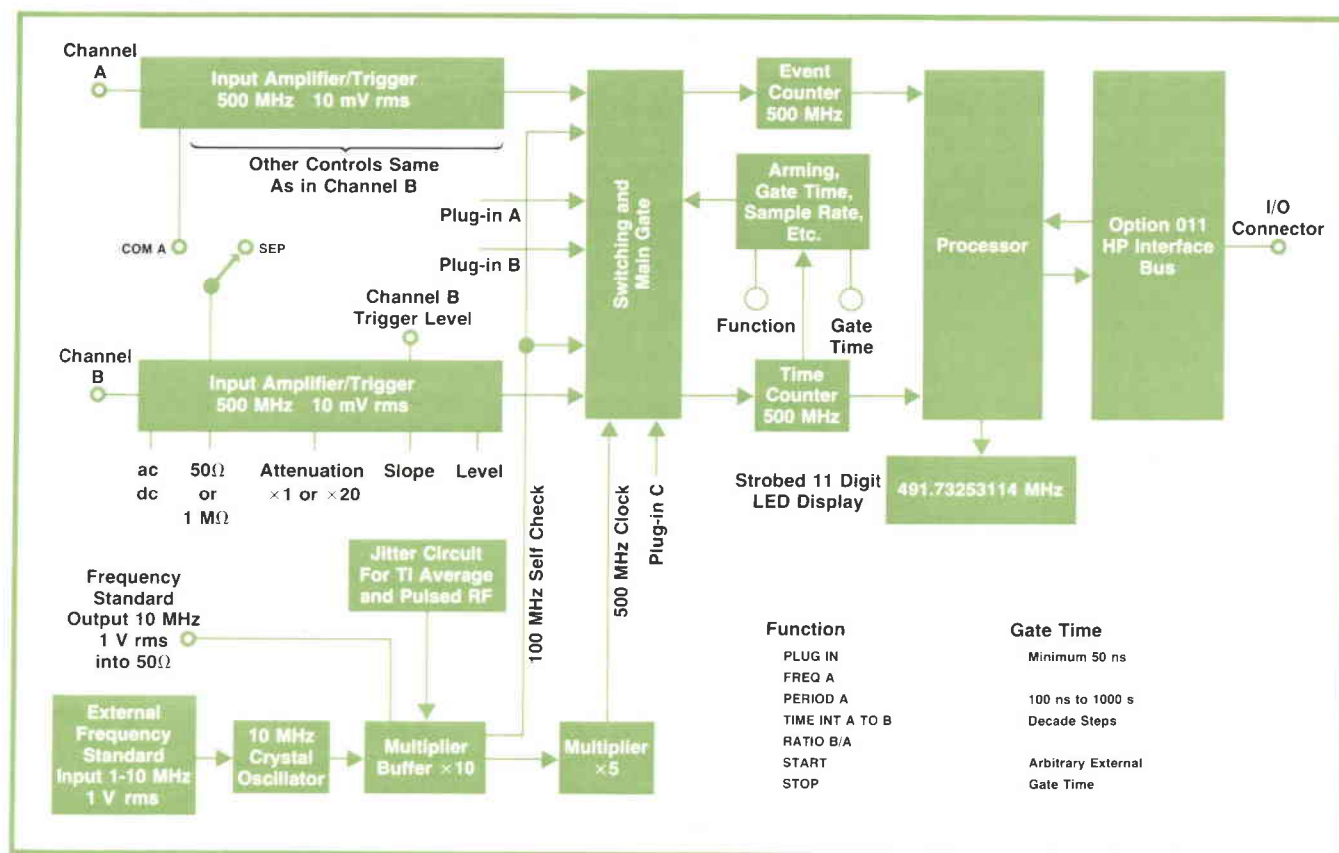 Channel
A
Input Amplifier/Trigger
500 MHz 10 mV rms
Other Controls Same
As in Channel B
COM A
SEP
Plug-in A
Plug-in B
Channel B
Trigger Level
Channel
B
Input Amplifier/Trigger
500 MHz 10 mV rms
ac
dc
50Ω
or
1 MΩ
Attenuation
×1 or ×20
Slope
Level
Switching and
Main Gate
Event
Counter
500 MHz
Arming,
Gate Time,
Sample Rate,
Etc.
Function
Gate
Time
Time
Counter
500 MHz
Processor
Option 011
HP Interface
Bus
I/O
Connector
Strobed 11 Digit
LED Display
491.73253114 MHz
100 MHz Self Check
500 MHz Clock
Plug-in C
Jitter Circuit
For TI Average
and Pulsed RF
Frequency
Standard
Output 10 MHz
1 V rms
into 50Ω
External
Frequency
Standard
Input 1-10 MHz
1 V rms
10 MHz
Crystal
Oscillator
Multiplier
Buffer ×10
Multiplier
×5
Function Gate Time
PLUG IN Minimum 50 ns
FREQ A
PERIOD A 100 ns to 1000 s
TIME INT A TO B Decade Steps
RATIO B/A
START Arbitrary External
STOP Gate Time